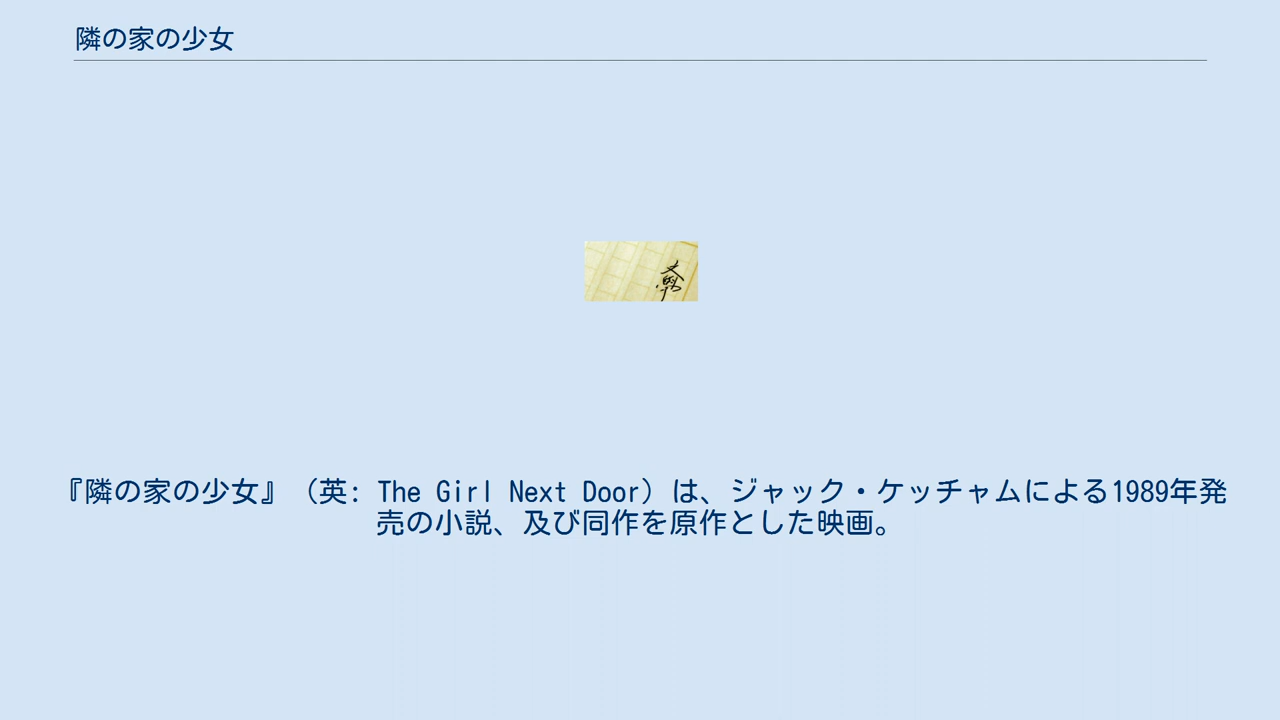 隣の家の少女
『隣の家の少女』（英: The Girl Next Door）は、ジャック・ケッチャムによる1989年発
売の小説、及び同作を原作とした映画。